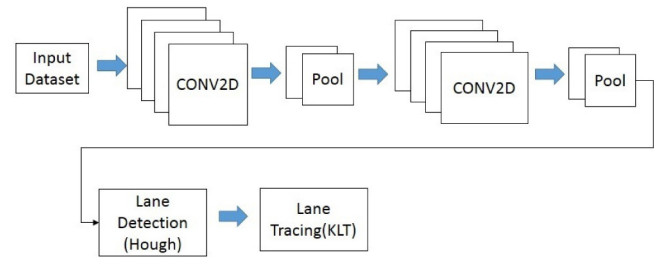 Input
Dataset
CONV2D
Pool
CONV2D
Pool
Lane
Detection
(Hough)
Lane
Tracing(KLT)